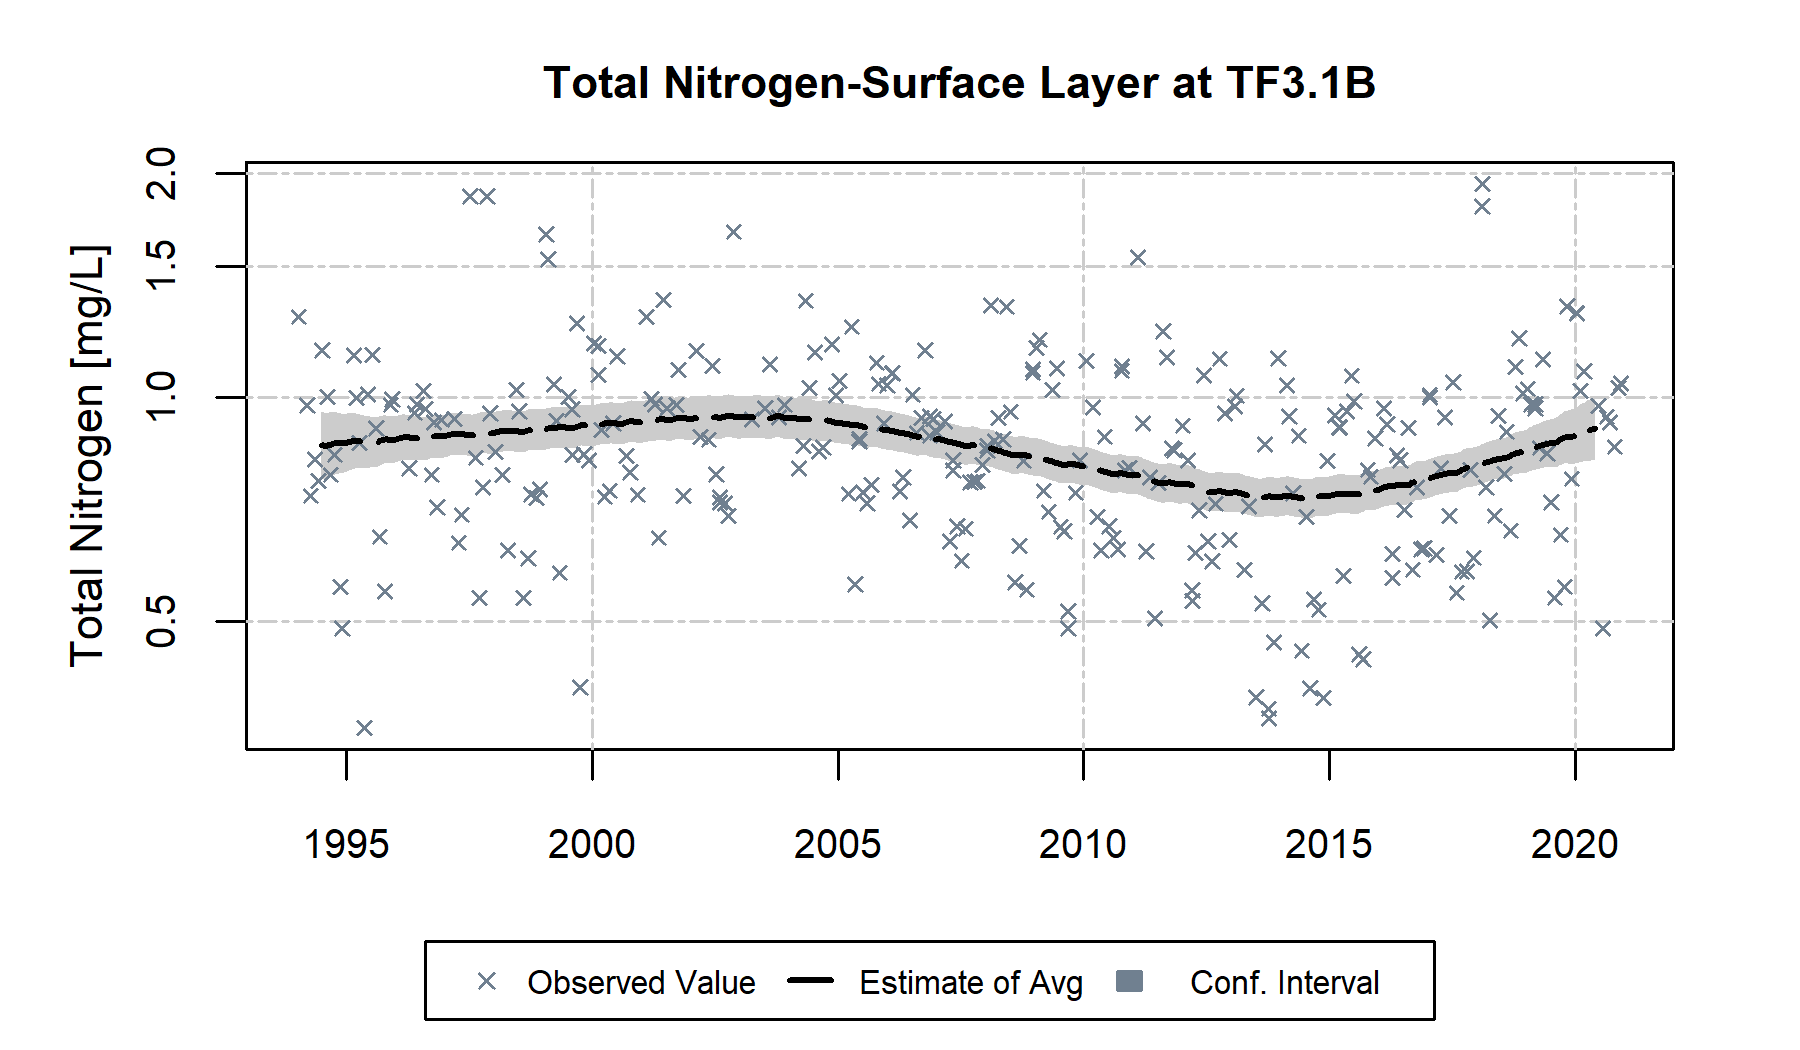 Total Nitrogen-Surface Layer at TF3.1B
Total Nitrogen [mg/L]
2.0
1.5
1.0
0.5
1995 2000 2005 2010 2015 2020
Observed Value Estimate of Avg Conf. Interval